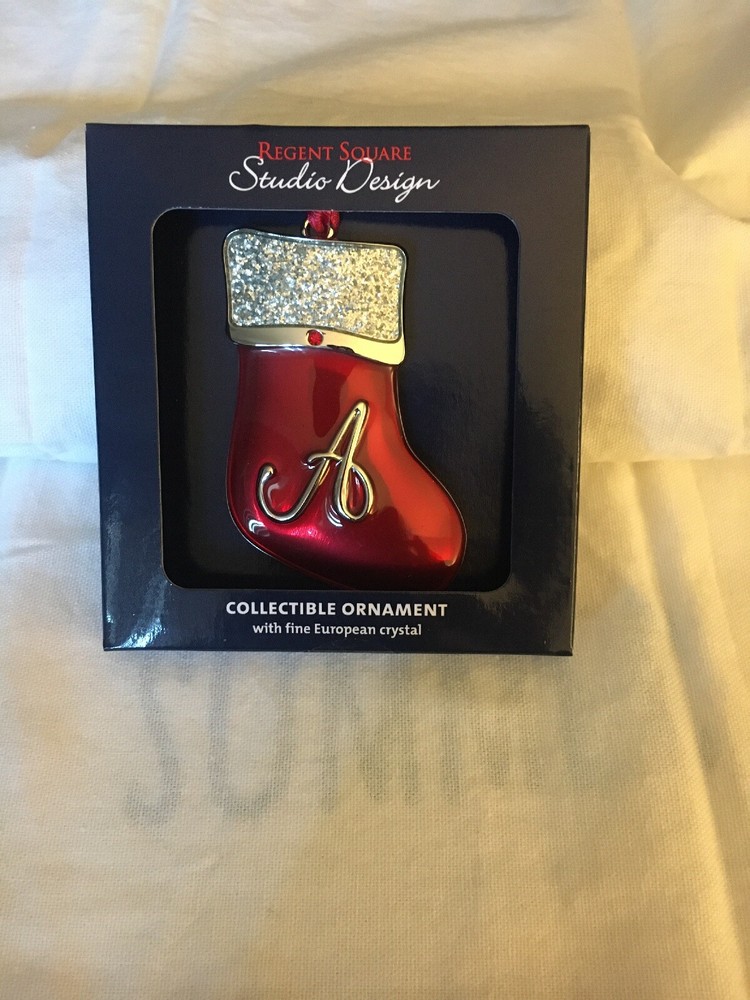 REGENT SQUARE
Studio Design
A
COLLECTIBLE ORNAMENT
with fine European crystal